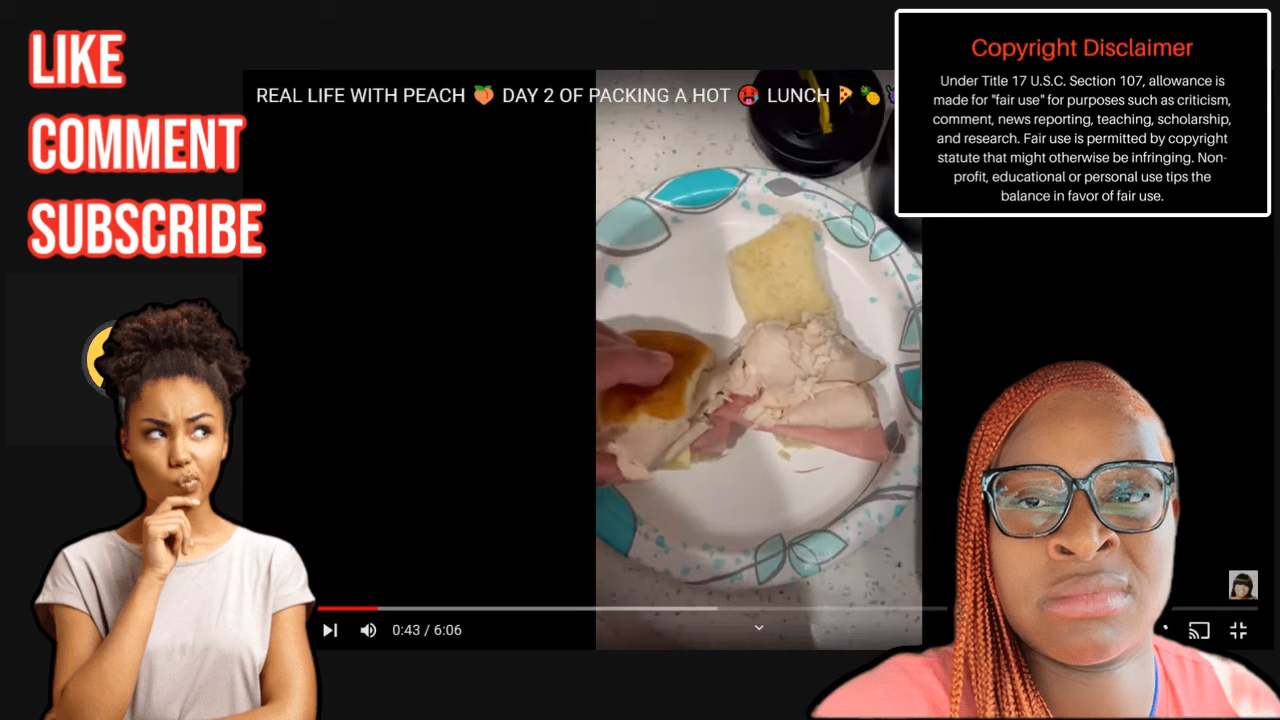 LIKE
COMMENT
SUBSCRIBE
REAL LIFE WITH PEACH 🍑 DAY 2 OF PACKING A HOT 🥵 LUNCH 🍕🍍🍇
Copyright Disclaimer
Under Title 17 U.S.C. Section 107, allowance is
made for "fair use" for purposes such as criticism,
comment, news reporting, teaching, scholarship,
and research. Fair use is permitted by copyright
statute that might otherwise be infringing. Non-
profit, educational or personal use tips the
balance in favor of fair use.
0:43 / 6:06